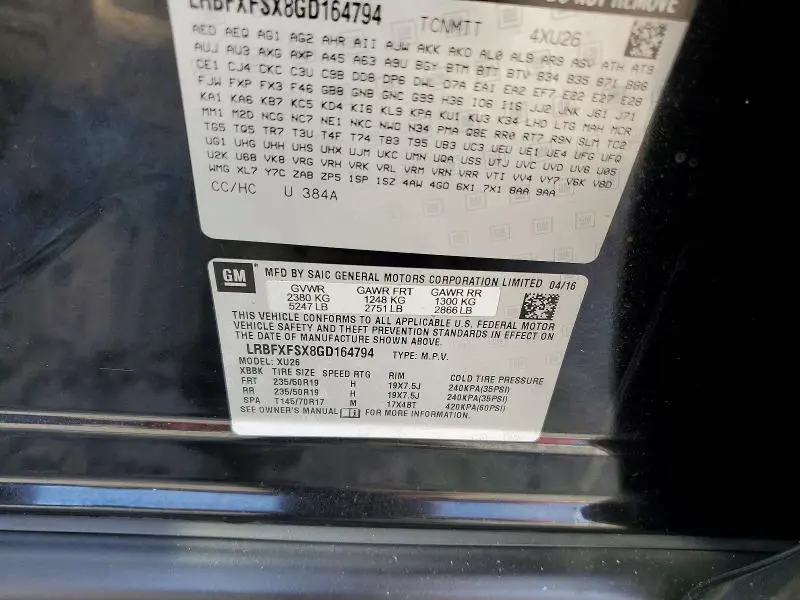 LRBFXFSX8GD164794
DO NOT REMOVE
TCNMTT 4XU26
AED AEQ AG1 AG2 AHR AII AJW AKK AKO AL0 AL9 AR9 ASV ATH AT9
AUJ AU3 AXG AXP A45 A63 A9U BGY BTM BTT BTV B34 B35 B71 B86
CE1 CJ4 CKC C3U C9B DD8 DP6 DWL D7A EAI EA2 EF7 E22 E27 E28
FJW FXP FX3 F46 GB8 GNB GNC G99 H36 IO6 I16 JJ2 JNK J61 J71
KA1 KA6 KB7 KC5 KD4 K16 KL9 KPA KU1 KU3 K34 LHD LTG MAH MCR
MM1 M2D NCG NC7 NE1 NKC NWO N34 PMA Q8E RR0 RT7 R9N SLM TC2
TG5 TQ5 TR7 T3U T4F T74 T83 T95 UB3 UC3 UEU UE1 UE4 UFG UFQ
UG1 UHG UHH UHS UHX UJM UKC UMN UQA USS UTJ UVC UVD UV6 U05
U2K U68 VK8 VRG VRH VRK VRL VRM VRN VRR VTI VV4 VY7 V6K V8D
WMG XL7 Y7C ZAB ZP5 1SP 1SZ 4AW 4GO 6X1 7X1 8AA 9AA
CC/HC U 384A
GM MFD BY SAIC GENERAL MOTORS CORPORATION LIMITED 04/16
GVWR GAWR FRT GAWR RR
2380 KG 1248 KG 1300 KG
5247 LB 2751 LB 2866 LB
THIS VEHICLE CONFORMS TO ALL APPLICABLE U.S. FEDERAL MOTOR
VEHICLE SAFETY AND THEFT PREVENTION STANDARDS IN EFFECT ON
THE DATE OF MANUFACTURE SHOWN ABOVE.
LRBFXFSX8GD164794 TYPE: M.P.V.
MODEL: XU26
XBBK TIRE SIZE SPEED RTG RIM COLD TIRE PRESSURE
FRT 235/50R19 H 19X7.5J 240KPA(35PSI)
RR 235/50R19 H 19X7.5J 240KPA(35PSI)
SPA T145/70R17 M 17X4BT 420KPA(60PSI)
SEE OWNER'S MANUAL FOR MORE INFORMATION.